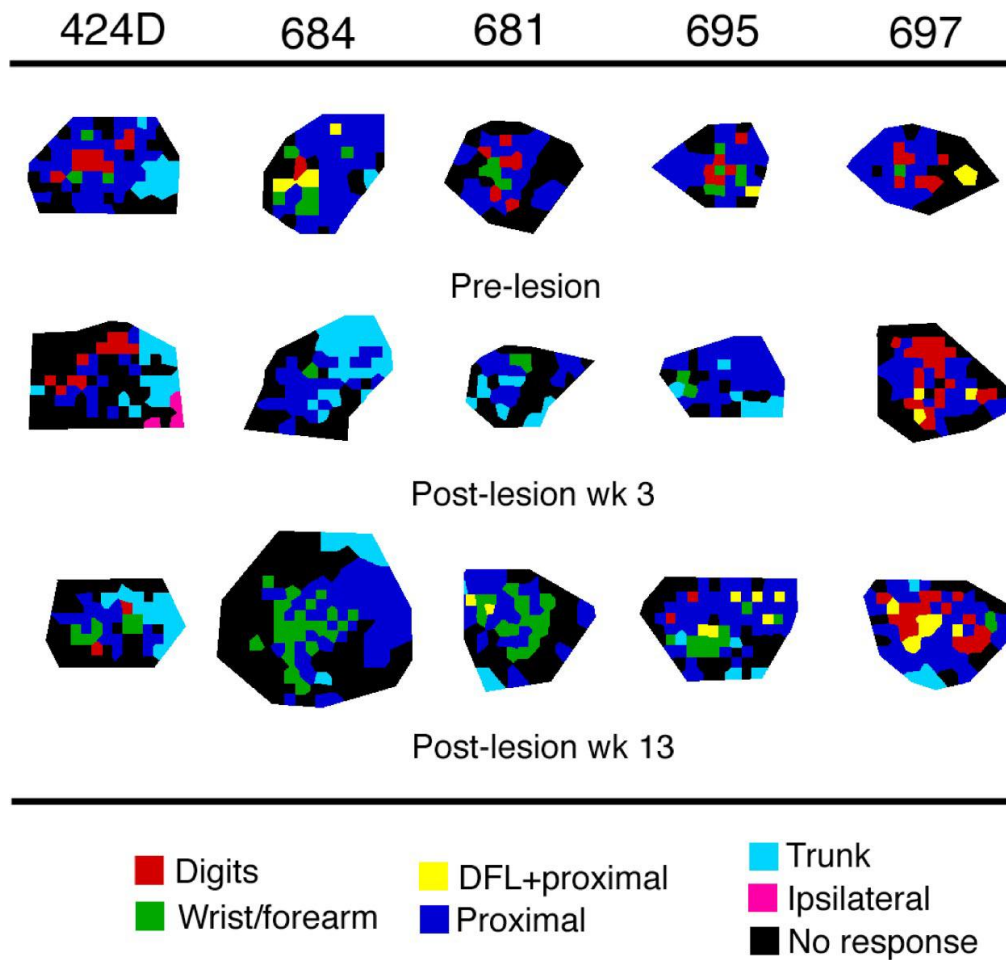 424D 684 681 695 697
Pre-lesion
Post-lesion wk 3
Post-lesion wk 13
Digits DFL+proximal Trunk
Wrist/forearm Proximal Ipsilateral
No response